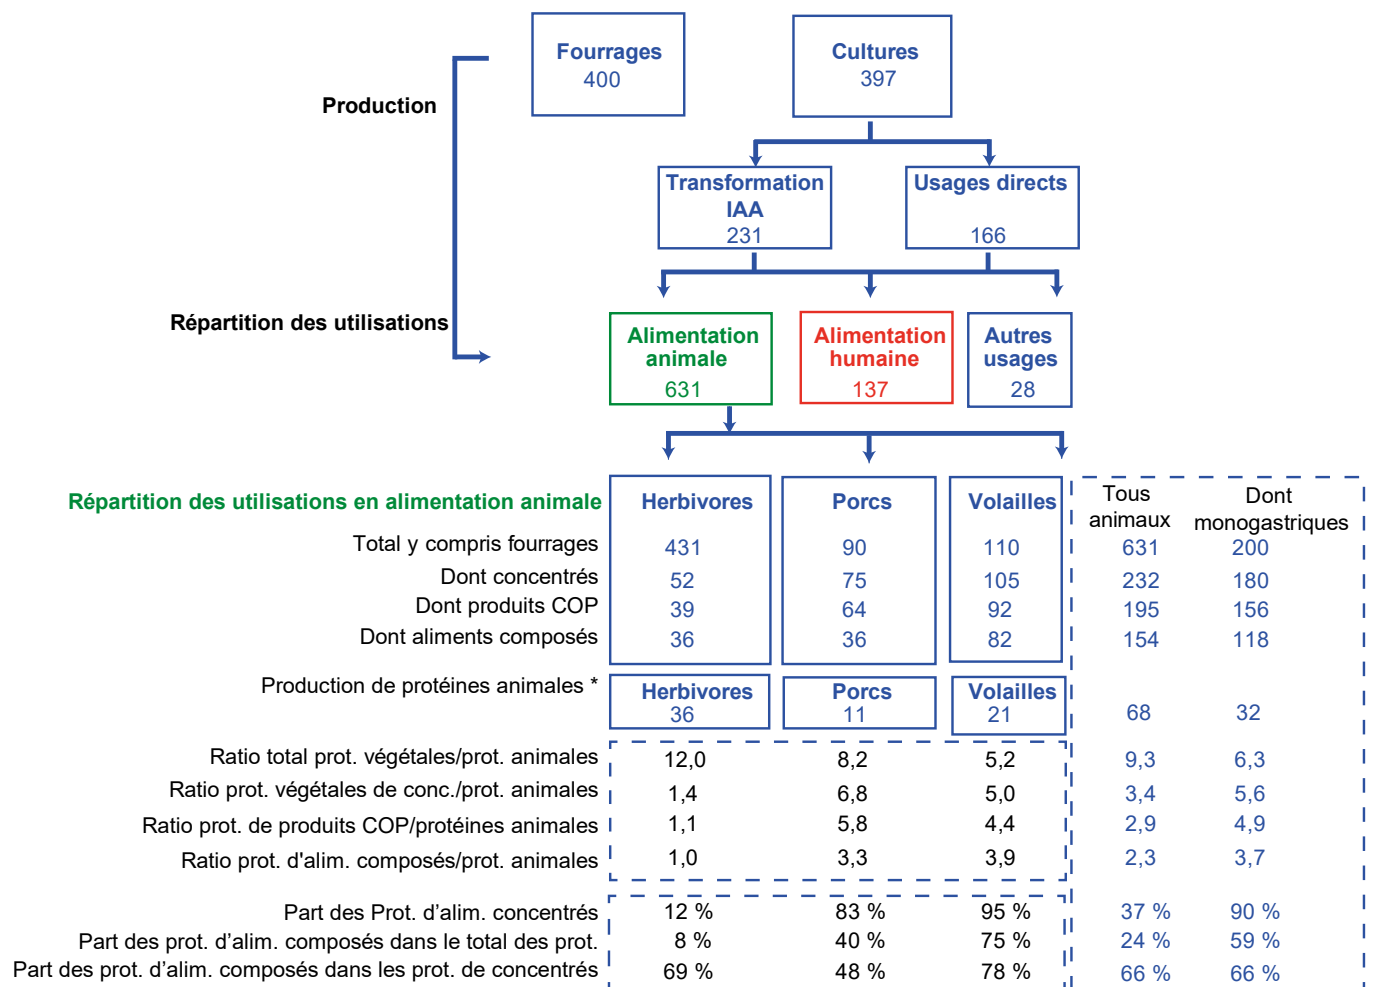 Fourrages
400
Cultures
397
Production
Transformation
IAA
231
Usages directs
166
Répartition des utilisations
Alimentation
animale
631
Alimentation
humaine
137
Autres
usages
28
Répartition des utilisations en alimentation animale
Herbivores Porcs Volailles
Tous
animaux
Dont
monogastriques
Total y compris fourrages 431 90 110 631 200
Dont concentrés 52 75 105 232 180
Dont produits COP 39 64 92 195 156
Dont aliments composés 36 36 82 154 118
Production de protéines animales *
Herbivores Porcs Volailles
36 11 21 68 32
Ratio total prot. végétales/prot. animales 12,0 8,2 5,2 9,3 6,3
Ratio prot. végétales de conc./prot. animales 1,4 6,8 5,0 3,4 5,6
Ratio prot. de produits COP/protéines animales 1,1 5,8 4,4 2,9 4,9
Ratio prot. d'alim. composés/prot. animales 1,0 3,3 3,9 2,3 3,7
Part des Prot. d’alim. concentrés 12 % 83 % 95 % 37 % 90 %
Part des prot. d’alim. composés dans le total des prot. 8 % 40 % 75 % 24 % 59 %
Part des prot. d’alim. composés dans les prot. de concentrés 69 % 48 % 78 % 66 % 66 %